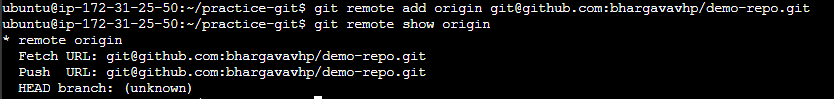 ubuntu@ip-172-31-25-50:~/practice-git$ git remote add origin git@github.com:bhargavavhp/demo-repo.git
ubuntu@ip-172-31-25-50:~/practice-git$ git remote show origin
* remote origin
  Fetch URL: git@github.com:bhargavavhp/demo-repo.git
  Push  URL: git@github.com:bhargavavhp/demo-repo.git
  HEAD branch: (unknown)